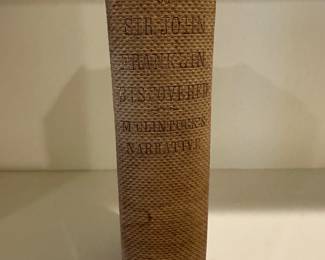 SIR JOHN
FRANKLIN
DISCOVERED
M'CLINTOCK'S
NARRATIVE